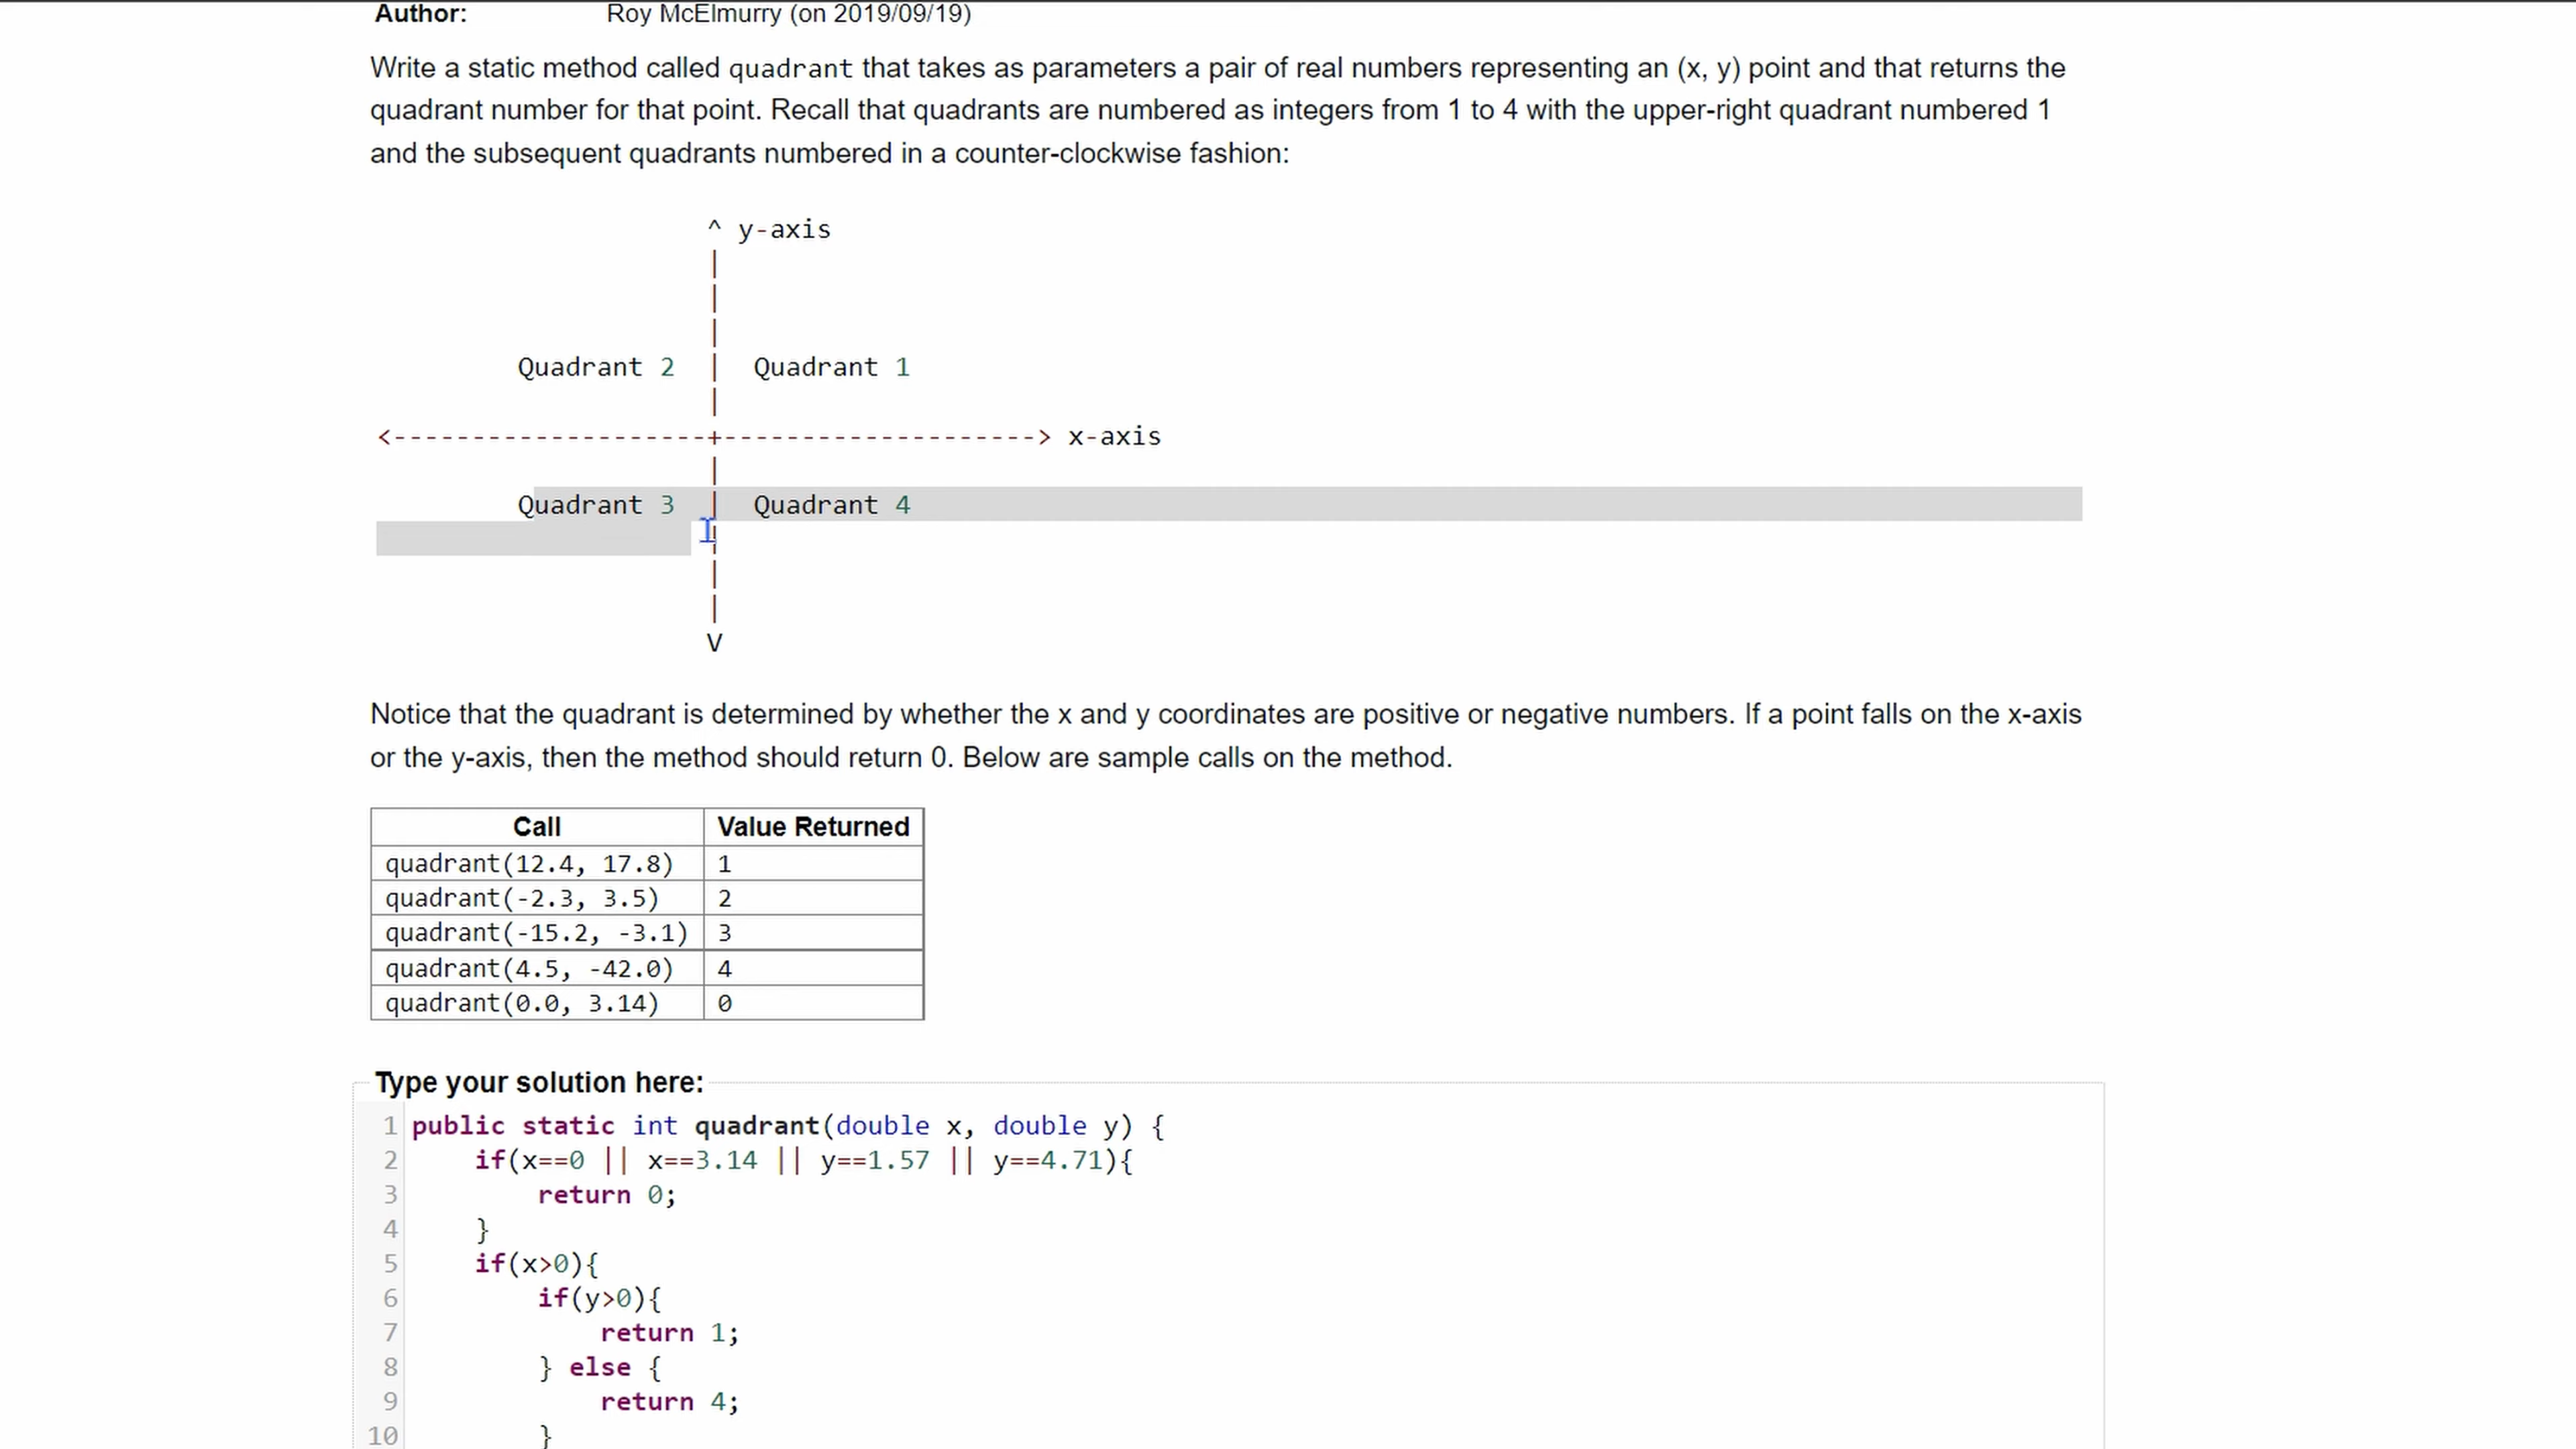 Author: Roy McElmurry (on 2019/09/19)
Write a static method called quadrant that takes as parameters a pair of real numbers representing an (x, y) point and that returns the
quadrant number for that point. Recall that quadrants are numbered as integers from 1 to 4 with the upper-right quadrant numbered 1
and the subsequent quadrants numbered in a counter-clockwise fashion:
^ y-axis
|
|
|
Quadrant 2 | Quadrant 1
|
<--------------------+--------------------> x-axis
|
Quadrant 3 | Quadrant 4
|
|
|
V
Notice that the quadrant is determined by whether the x and y coordinates are positive or negative numbers. If a point falls on the x-axis
or the y-axis, then the method should return 0. Below are sample calls on the method.
Call Value Returned
quadrant(12.4, 17.8) 1
quadrant(-2.3, 3.5) 2
quadrant(-15.2, -3.1) 3
quadrant(4.5, -42.0) 4
quadrant(0.0, 3.14) 0
Type your solution here:
1 public static int quadrant(double x, double y) {
2 if(x==0 || x==3.14 || y==1.57 || y==4.71){
3 return 0;
4 }
5 if(x>0){
6 if(y>0){
7 return 1;
8 } else {
9 return 4;
10 }